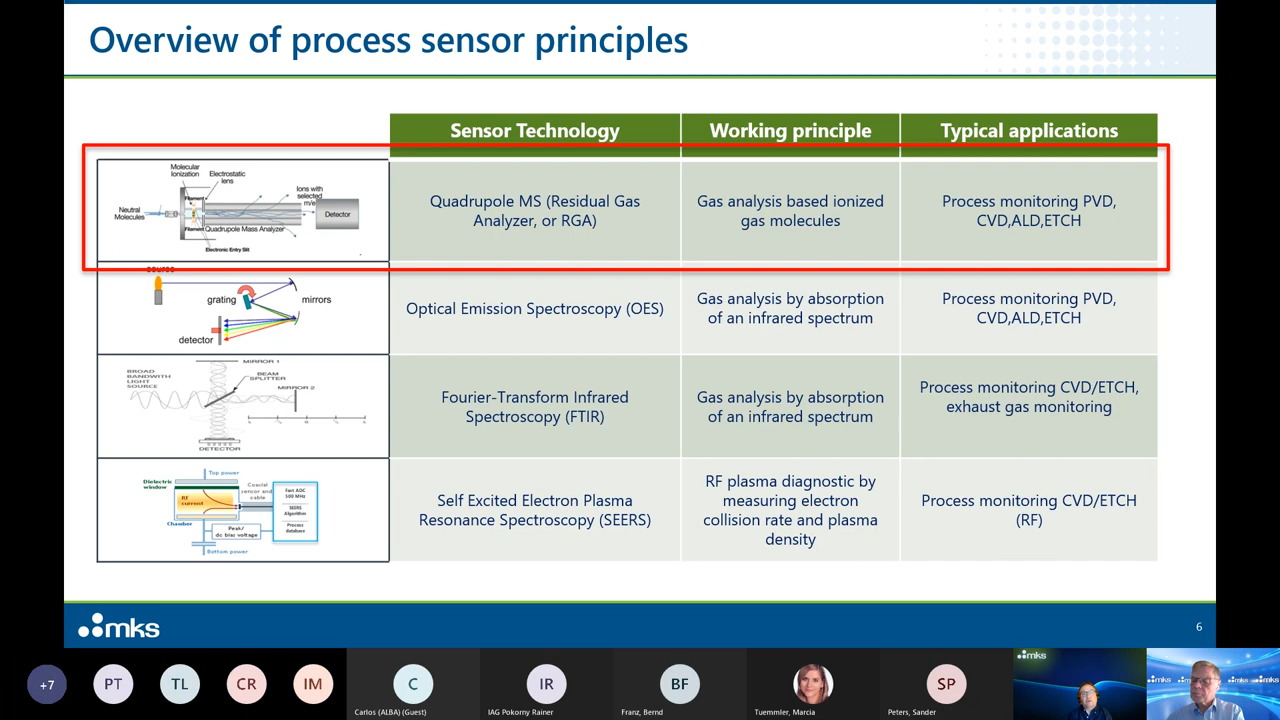 Overview of process sensor principles
Sensor Technology
Working principle
Typical applications
Molecular
Ionization
Electrostatic
lens
Ions with
selected
m/e
Neutral
Molecules
Filament
Filament
Quadrupole Mass Analyzer
Detector
Electronic Entry Slit
Quadrupole MS (Residual Gas
Analyzer, or RGA)
Gas analysis based ionized
gas molecules
Process monitoring PVD,
CVD,ALD,ETCH
grating
mirrors
detector
Optical Emission Spectroscopy (OES)
Gas analysis by absorption
of an infrared spectrum
Process monitoring PVD,
CVD,ALD,ETCH
MIRROR 1
BROAD
BANDWITH
LIGHT
SOURCE
BEAM
SPLITTER
MIRROR 2
DETECTOR
Fourier-Transform Infrared
Spectroscopy (FTIR)
Gas analysis by absorption
of an infrared spectrum
Process monitoring CVD/ETCH,
exhaust gas monitoring
Top power
Dielectric
window
Coaxial
sensor and
cable
RF
current
Fast ADC
500 MHz
SEERS
Algorithm
Process
database
Chamber
Peak/
dc bias voltage
Bottom power
Self Excited Electron Plasma
Resonance Spectroscopy (SEERS)
RF plasma diagnostic by
measuring electron
collision rate and plasma
density
Process monitoring CVD/ETCH
(RF)
mks
6
+7
PT
TL
CR
IM
C
Carlos (ALBA) (Guest)
IR
IAG Pokorny Rainer
BF
Franz, Bernd
Tuemmler, Marcia
SP
Peters, Sander
mks
mks
mks
mks